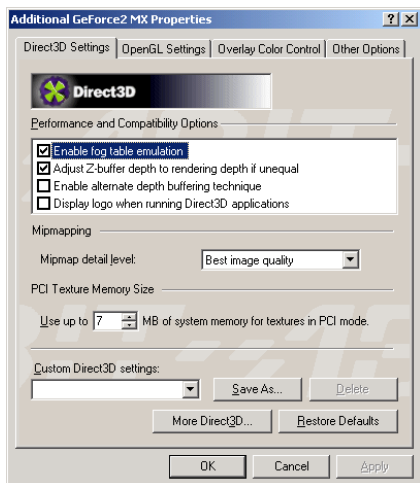 Additional GeForce2 MX Properties
Direct3D Settings OpenGL Settings Overlay Color Control Other Options
Direct3D
Performance and Compatibility Options
Enable fog table emulation
Adjust Z-buffer depth to rendering depth if unequal
Enable alternate depth buffering technique
Display logo when running Direct3D applications
Mipmapping
Mipmap detail level: Best image quality
PCI Texture Memory Size
Use up to 7 MB of system memory for textures in PCI mode.
Custom Direct3D settings:
Save As... Delete
More Direct3D... Restore Defaults
OK Cancel Apply